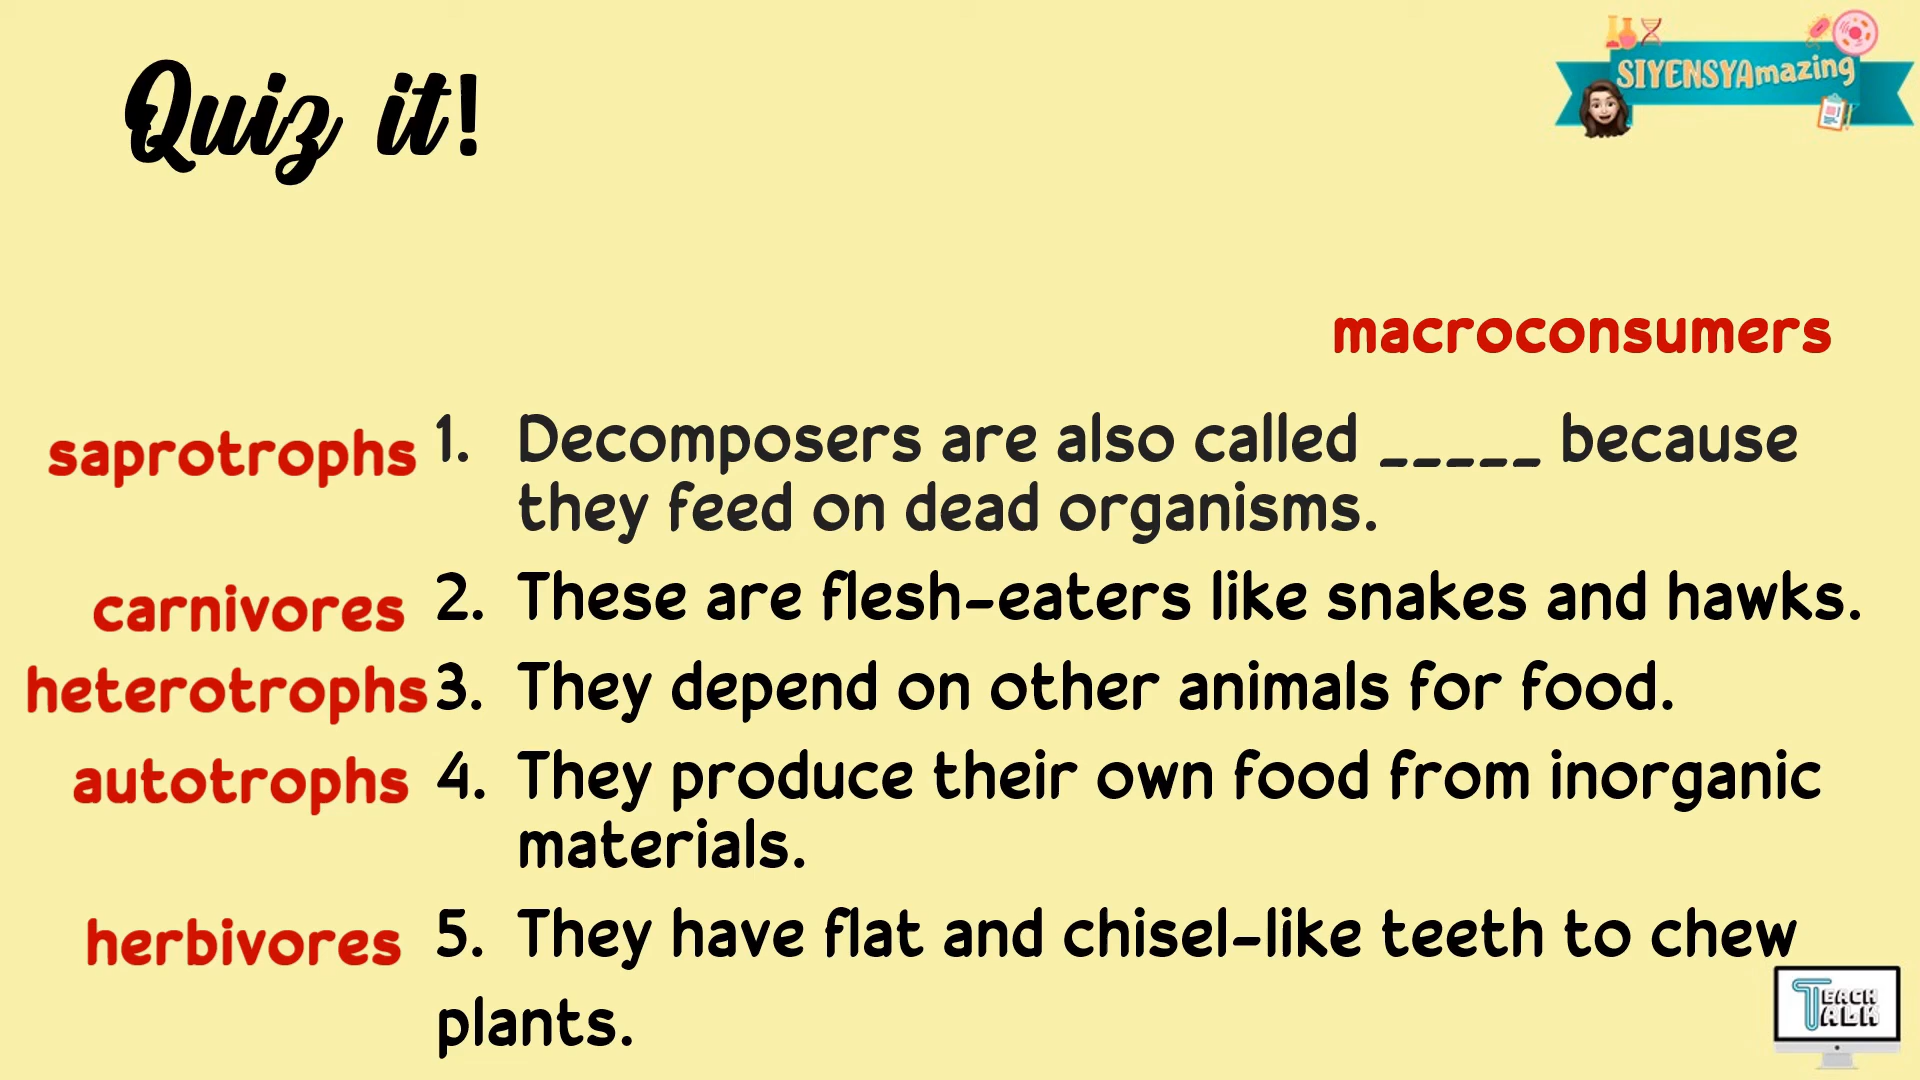 Quiz it!
SIYENSYAmazing
macroconsumers
saprotrophs 1. Decomposers are also called _____ because
they feed on dead organisms.
carnivores 2. These are flesh-eaters like snakes and hawks.
heterotrophs 3. They depend on other animals for food.
autotrophs 4. They produce their own food from inorganic
materials.
herbivores 5. They have flat and chisel-like teeth to chew
plants.
TEACH
TALK